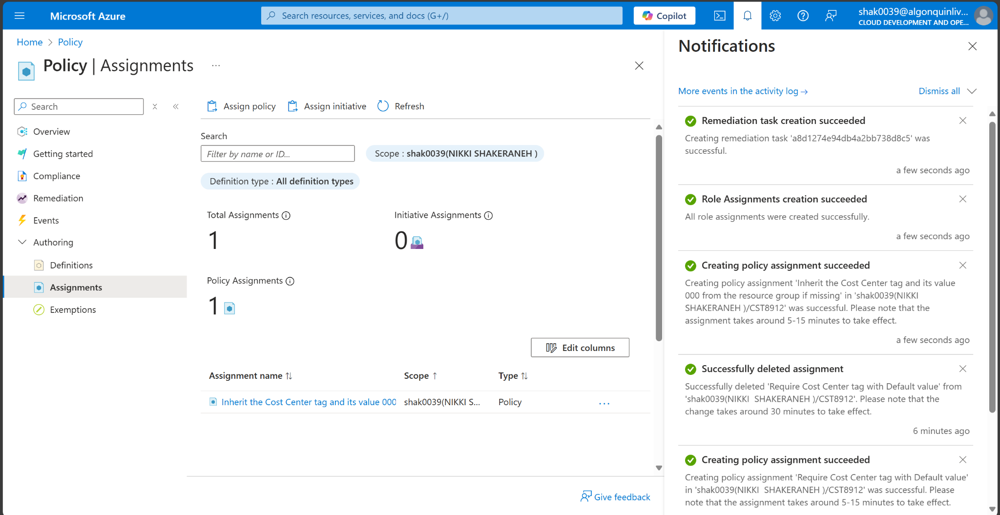 Microsoft Azure
Search resources, services, and docs (G+/)
Copilot
shak0039@algonquinliv...
CLOUD DEVELOPMENT AND OPE...
Home > Policy
Policy | Assignments ...
Search
Overview
Getting started
Compliance
Remediation
Events
Authoring
Definitions
Assignments
Exemptions
Assign policy
Assign initiative
Refresh
Search
Filter by name or ID...
Scope : shak0039(NIKKI SHAKERANEH )
Definition type : All definition types
Total Assignments
1
Initiative Assignments
0
Policy Assignments
1
Edit columns
Assignment name
Scope
Type
Inherit the Cost Center tag and its value 000
shak0039(NIKKI S...
Policy
...
Give feedback
Notifications
More events in the activity log →
Dismiss all
Remediation task creation succeeded
Creating remediation task 'a8d1274e94db4a2bb738d8c5' was
successful.
a few seconds ago
Role Assignments creation succeeded
All role assignments were created successfully.
a few seconds ago
Creating policy assignment succeeded
Creating policy assignment 'Inherit the Cost Center tag and its value
000 from the resource group if missing' in 'shak0039(NIKKI
SHAKERANEH )/CST8912' was successful. Please note that the
assignment takes around 5-15 minutes to take effect.
a few seconds ago
Successfully deleted assignment
Successfully deleted 'Require Cost Center tag with Default value' from
'shak0039(NIKKI  SHAKERANEH )/CST8912'. Please note that the
change takes around 30 minutes to take effect.
6 minutes ago
Creating policy assignment succeeded
Creating policy assignment 'Require Cost Center tag with Default value'
in 'shak0039(NIKKI  SHAKERANEH )/CST8912' was successful. Please
note that the assignment takes around 5-15 minutes to take effect.